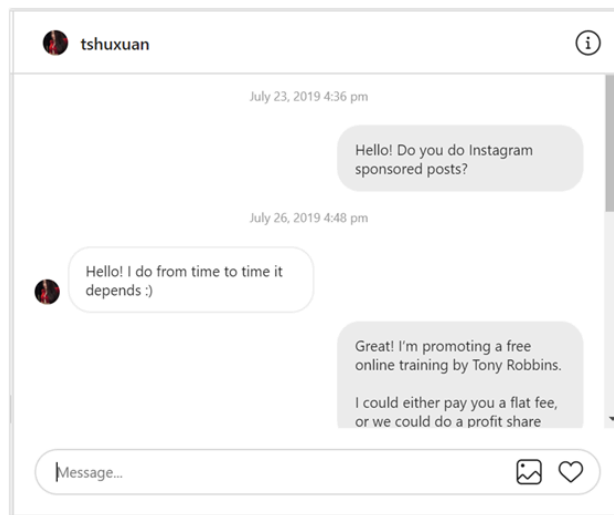 tshuxuan
July 23, 2019 4:36 pm
Hello! Do you do Instagram
sponsored posts?
July 26, 2019 4:48 pm
Hello! I do from time to time it
depends :)
Great! I'm promoting a free
online training by Tony Robbins.
I could either pay you a flat fee,
or we could do a profit share
Message...